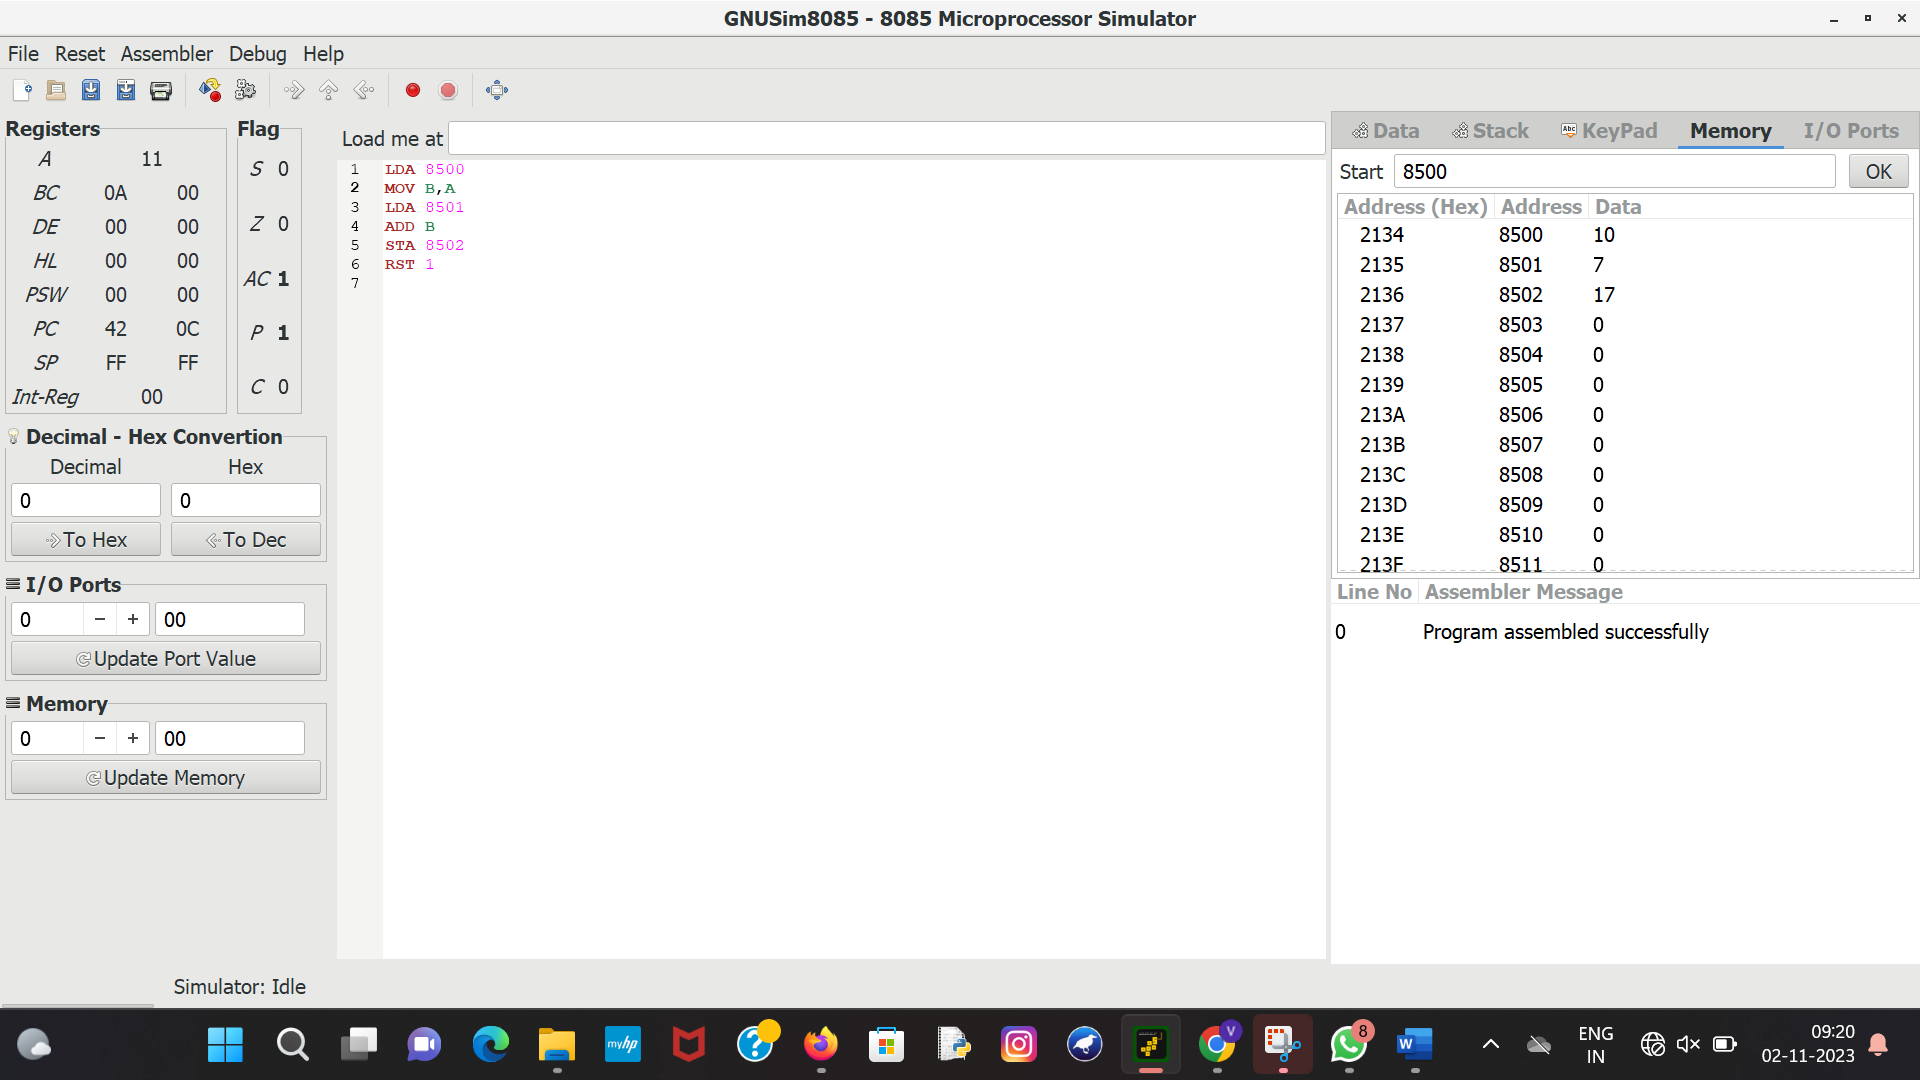 GNUSim8085 - 8085 Microprocessor Simulator
File Reset Assembler Debug Help
Registers
A 11
BC 0A 00
DE 00 00
HL 00 00
PSW 00 00
PC 42 0C
SP FF FF
Int-Reg 00
Flag
S 0
Z 0
AC 1
P 1
C 0
Decimal - Hex Convertion
Decimal Hex
0 0
To Hex To Dec
I/O Ports
0 − + 00
Update Port Value
Memory
0 − + 00
Update Memory
Load me at
1 LDA 8500
2 MOV B,A
3 LDA 8501
4 ADD B
5 STA 8502
6 RST 1
7
Data Stack Abc KeyPad Memory I/O Ports
Start 8500 OK
Address (Hex) Address Data
2134 8500 10
2135 8501 7
2136 8502 17
2137 8503 0
2138 8504 0
2139 8505 0
213A 8506 0
213B 8507 0
213C 8508 0
213D 8509 0
213E 8510 0
213F 8511 0
Line No Assembler Message
0 Program assembled successfully
Simulator: Idle
myhp
?
V
8
W
ENG
IN
09:20
02-11-2023